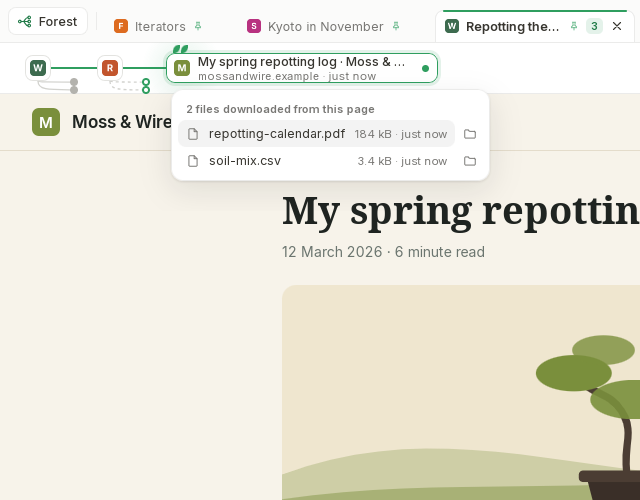 Forest
F Iterators
S Kyoto in November
W Repotting the... 3
W
R
M My spring repotting log · Moss & ...
mossandwire.example · just now
M Moss & Wire
2 files downloaded from this page
repotting-calendar.pdf 184 kB · just now
soil-mix.csv 3.4 kB · just now
My spring repottin
12 March 2026 · 6 minute read